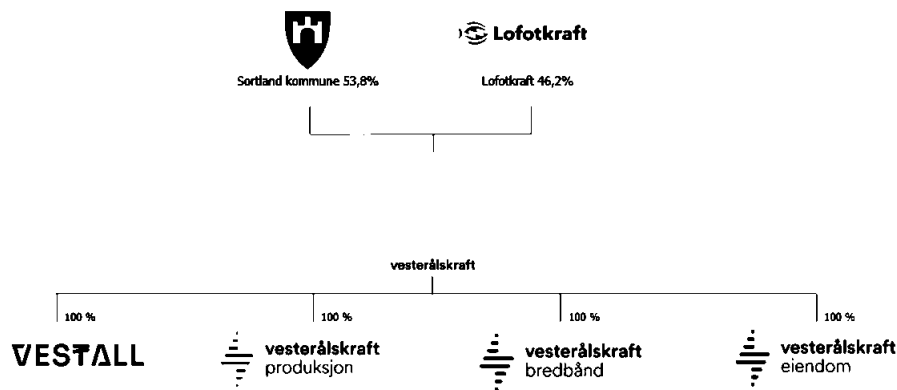 Lofotkraft
Sortland kommune 53,8%
Lofotkraft 46,2%
vesterålskraft
100 %
100 %
100 %
100 %
VESTALL
vesterålskraft
produksjon
vesterålskraft
bredbånd
vesterålskraft
eiendom